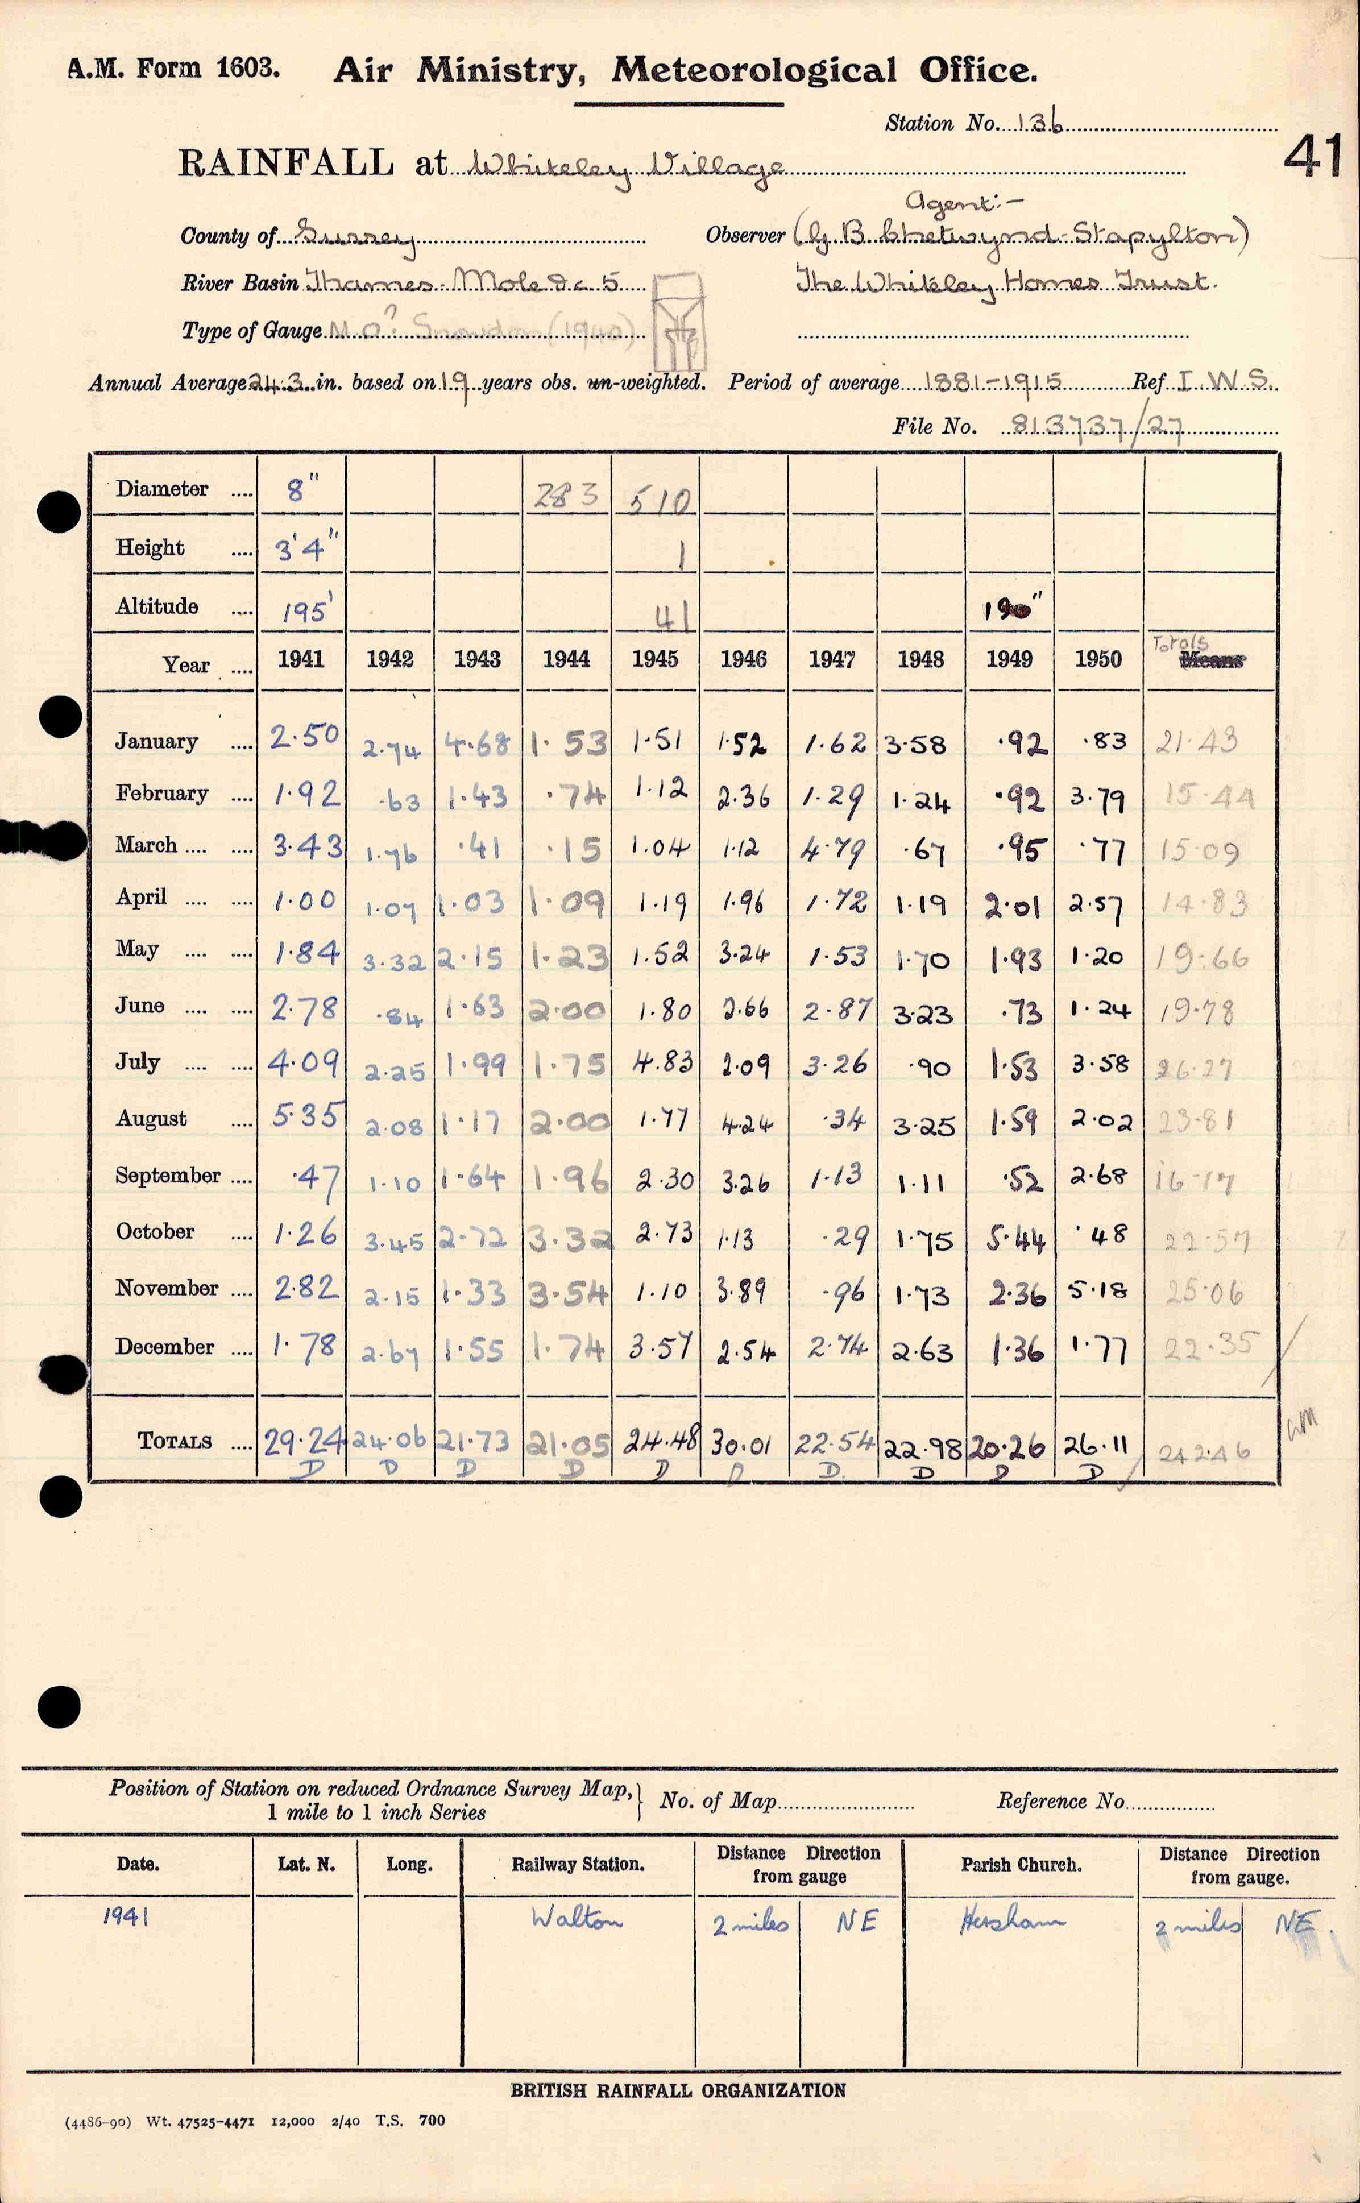 A.M. Form 1603. Air Ministry, Meteorological Office.
Station No. 136
41
RAINFALL at Whiteley Village
Agent:-
County of Surrey Observer (G B Chetwynd-Stapylton)
River Basin Thames. Mole &c. 5 The Whiteley Homes Trust.
Type of Gauge M.O? Snowdon (1940)
Annual Average 24.3 in. based on 19 years obs. un-weighted. Period of average 1881-1915 Ref I.W.S.
File No. 813737/27
Diameter .... 8" 283 510
Height .... 3'4" 1
Altitude .... 195' 41
Totals
Year .... 1941 1942 1943 1944 1945 1946 1947 1948 1949 1950 Means
January .... 2.50 2.74 4.68 1.53 1.51 1.52 1.62 3.58 .92 .83 21.43
February .... 1.92 .63 1.43 .74 1.12 2.36 1.29 1.24 .92 3.79 15.44
March .... .... 3.43 1.76 .41 .15 1.04 1.12 4.79 .67 .95 .77 15.09
April .... .... 1.00 1.07 1.03 1.09 1.19 1.96 1.72 1.19 2.01 2.57 14.83
May .... .... 1.84 3.32 2.15 1.23 1.52 3.24 1.53 1.70 1.93 1.20 19.66
June .... .... 2.78 .84 1.63 2.00 1.80 2.66 2.87 3.23 .73 1.24 19.78
July .... .... 4.09 2.25 1.99 1.75 4.83 2.09 3.26 .90 1.53 3.58 26.27
August .... 5.35 2.08 1.17 2.00 1.77 4.24 .34 3.25 1.59 2.02 23.81
September .... .47 1.10 1.64 1.96 2.30 3.26 1.13 1.11 .52 2.68 16.17
October .... 1.26 3.45 2.72 3.32 2.73 1.13 .29 1.75 5.44 .48 22.57
November .... 2.82 2.15 1.33 3.54 1.10 3.89 .96 1.73 2.36 5.18 25.06
December .... 1.78 2.67 1.55 1.74 3.57 2.54 2.74 2.63 1.36 1.77 22.35
TOTALS .... 29.24 24.06 21.73 21.05 24.48 30.01 22.54 22.98 20.26 26.11 242.46
D D D D D D D. D D D
Position of Station on reduced Ordnance Survey Map,} No. of Map Reference No.
1 mile to 1 inch Series
Date. Lat. N. Long. Railway Station. Distance from gauge Direction Parish Church. Distance from gauge. Direction
1941 Walton 2 miles NE Hersham 2 miles NE.
BRITISH RAINFALL ORGANIZATION
(4486-90) Wt. 47525-4471 12,000 2/40 T.S. 700